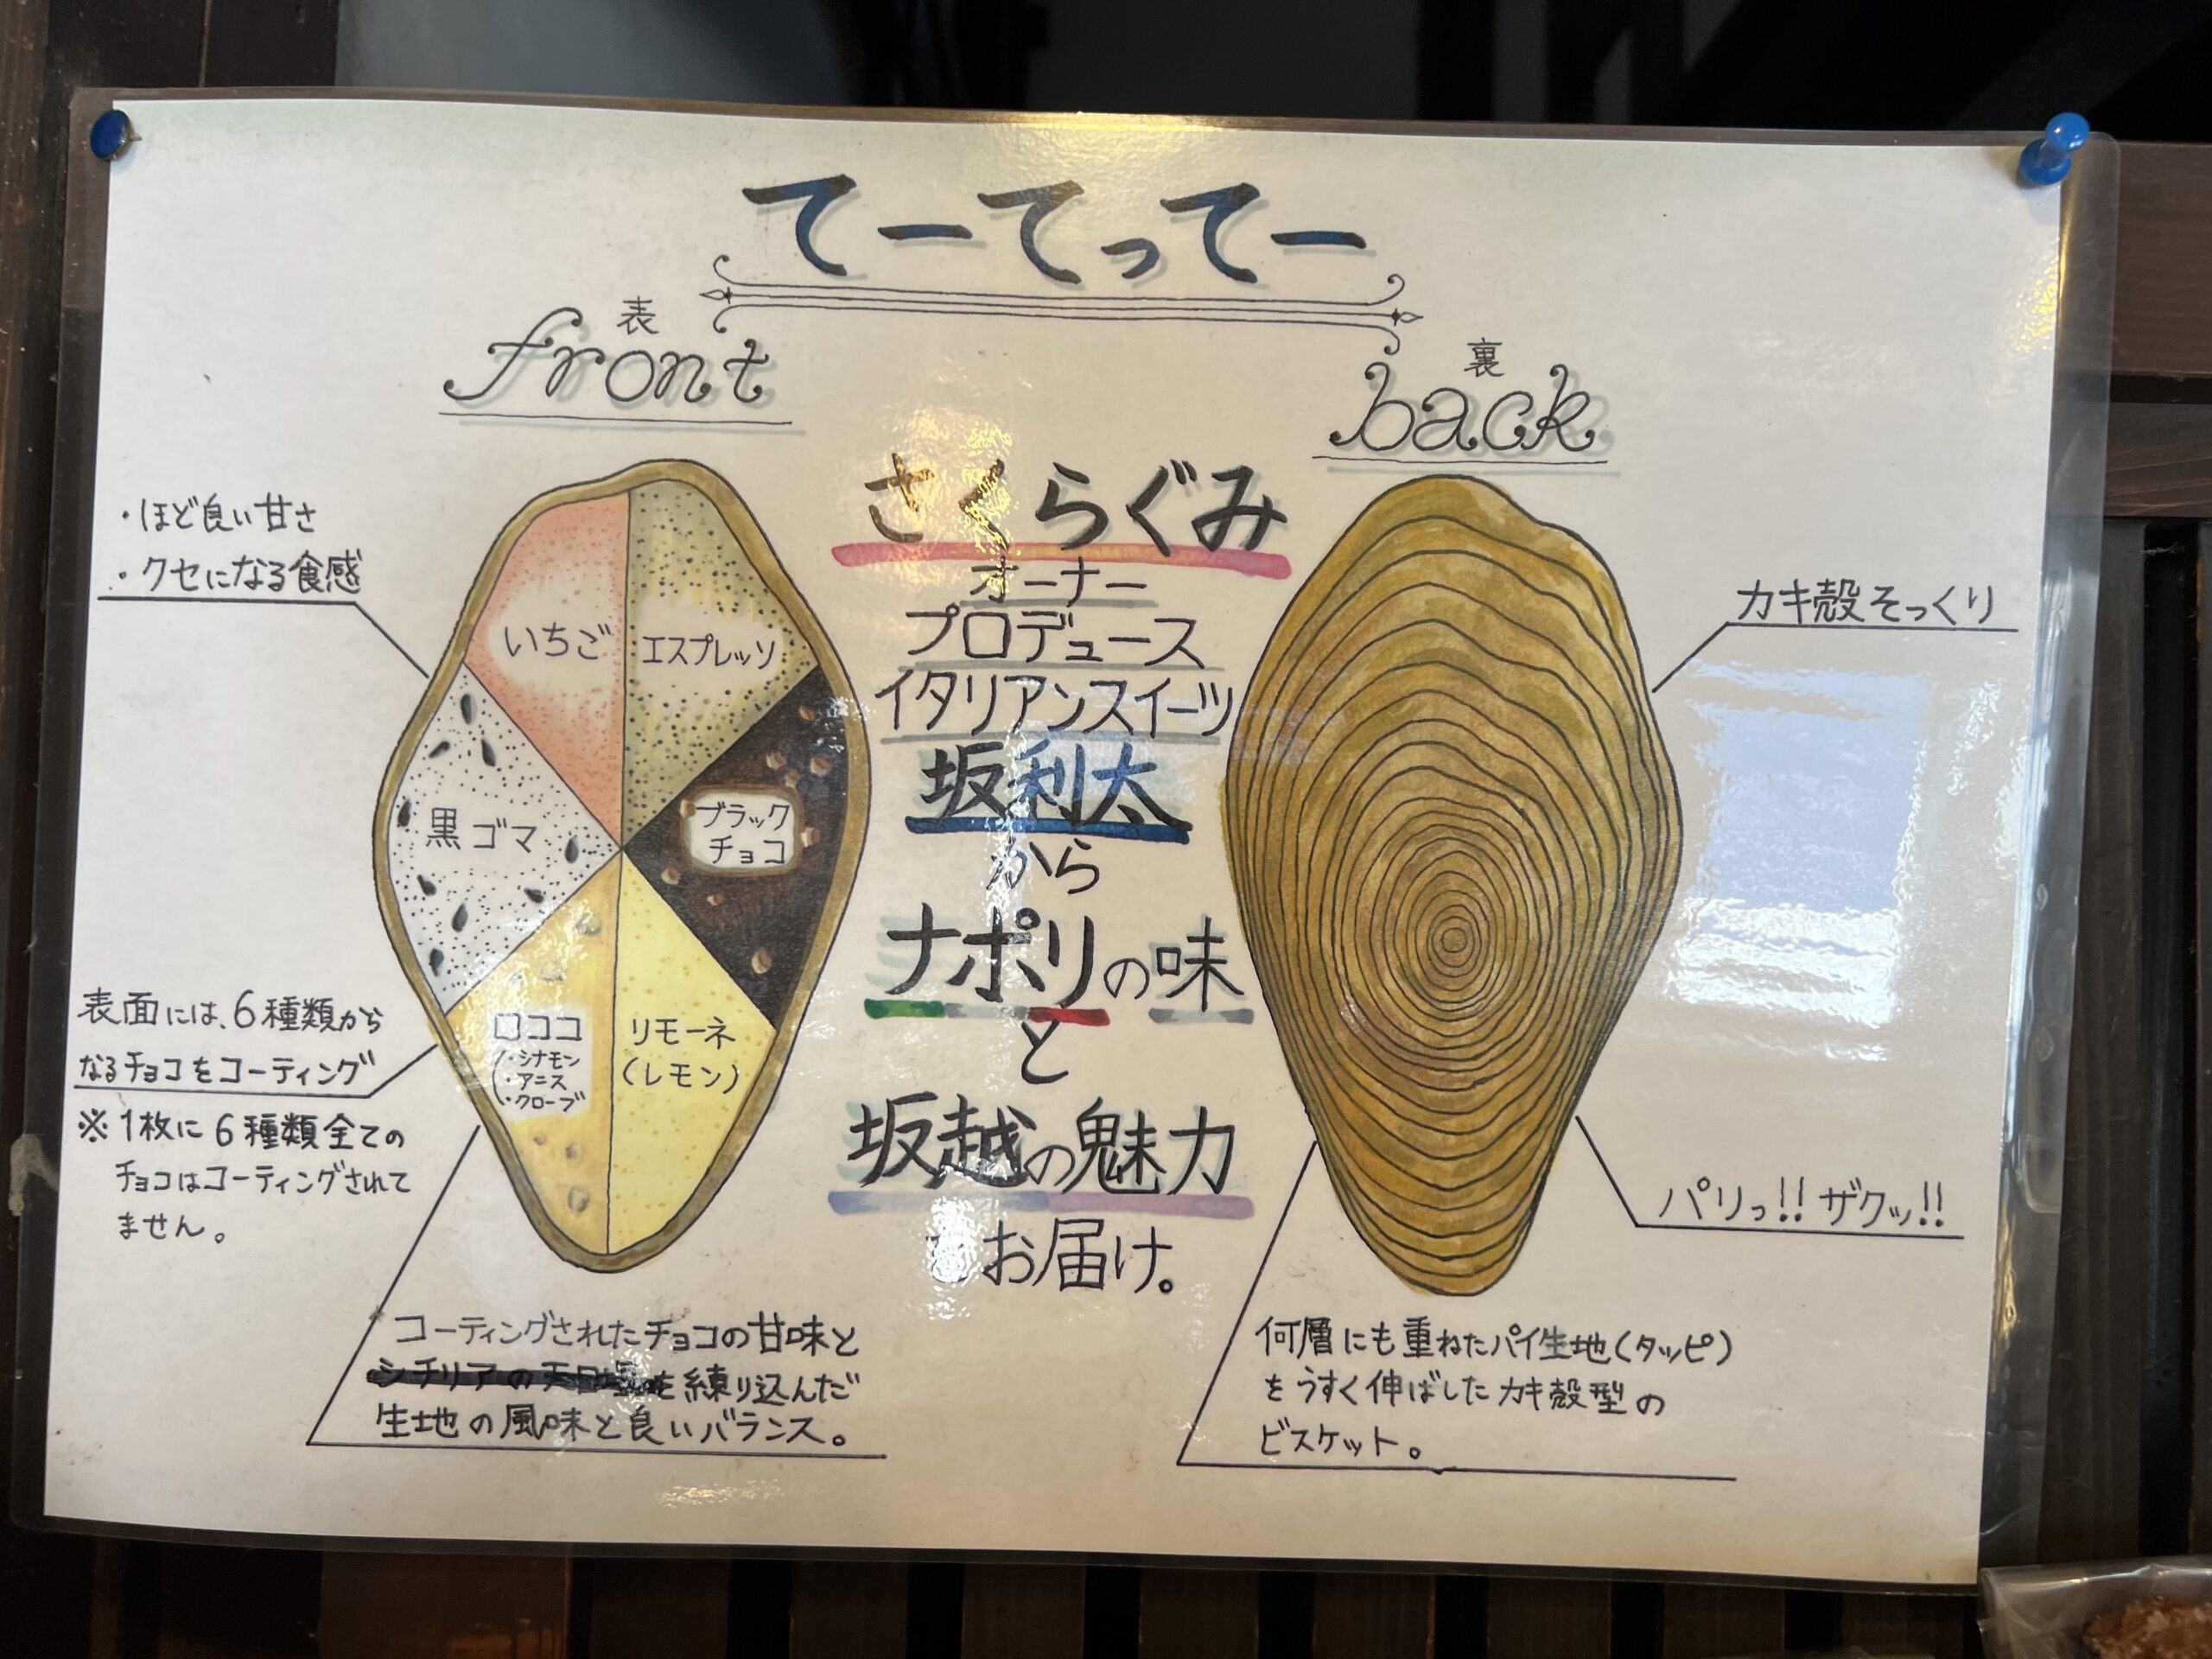 てーてってー
表
front
裏
back
・ほど良い甘さ
・クセになる食感
いちご
エスプレッソ
黒ゴマ
ブラック
チョコ
ロココ
(・シナモン
・アニス
・クローブ
リモーネ
(レモン)
表面には、6種類から
なるチョコをコーティング
※1枚に6種類全ての
チョコはコーティングされて
ません。
コーティングされたチョコの甘味と
シチリアの天日塩を練り込んだ
生地の風味と良いバランス。
さくらぐみ
オーナー
プロデュース
イタリアンスイーツ
坂利太
から
ナポリの味
と
坂越の魅力
をお届け。
カキ殻そっくり
パリっ!!ザクッ!!
何層にも重ねたパイ生地(タッピ)
をうすく伸ばしたカキ殻型の
ビスケット。